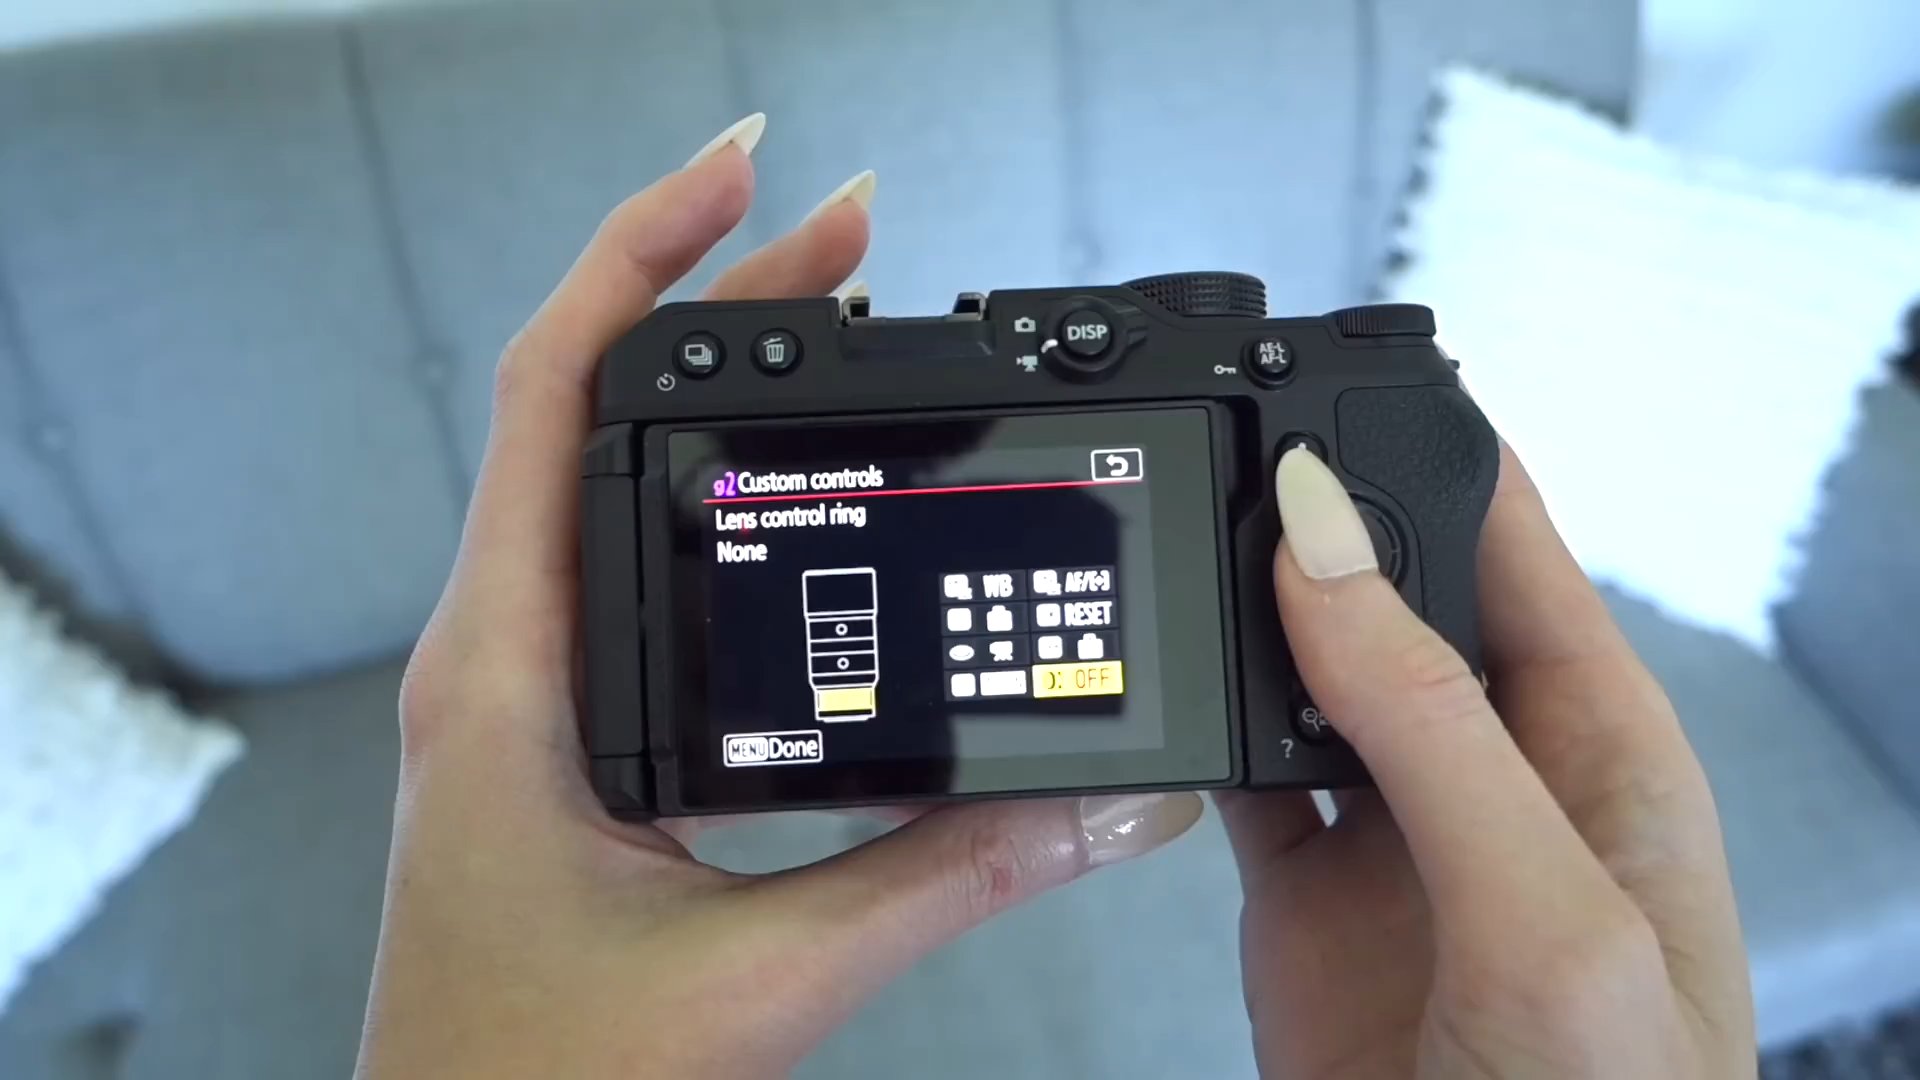 DISP
AE-L
AF-L
g2 Custom controls
Lens control ring
None
WB
AF/[+]
RESET
OFF
MENU Done
?